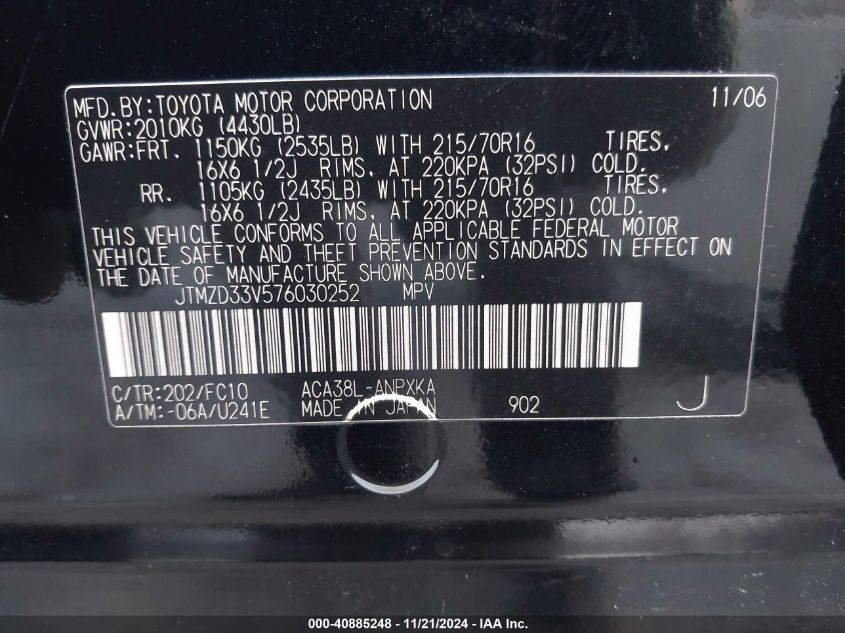 MFD.BY:TOYOTA MOTOR CORPORATION 11/06
GVWR:2010KG (4430LB)
GAWR:FRT. 1150KG (2535LB) WITH 215/70R16 TIRES,
16X6 1/2J RIMS, AT 220KPA (32PSI) COLD.
RR. 1105KG (2435LB) WITH 215/70R16 TIRES,
16X6 1/2J RIMS, AT 220KPA (32PSI) COLD.
THIS VEHICLE CONFORMS TO ALL APPLICABLE FEDERAL MOTOR
VEHICLE SAFETY AND THEFT PREVENTION STANDARDS IN EFFECT ON
THE DATE OF MANUFACTURE SHOWN ABOVE.
JTMZD33V576030252 MPV
C/TR:202/FC10 ACA38L-ANPXKA
A/TM:-06A/U241E MADE IN JAPAN 902 J
000-40885248 - 11/21/2024 - IAA Inc.